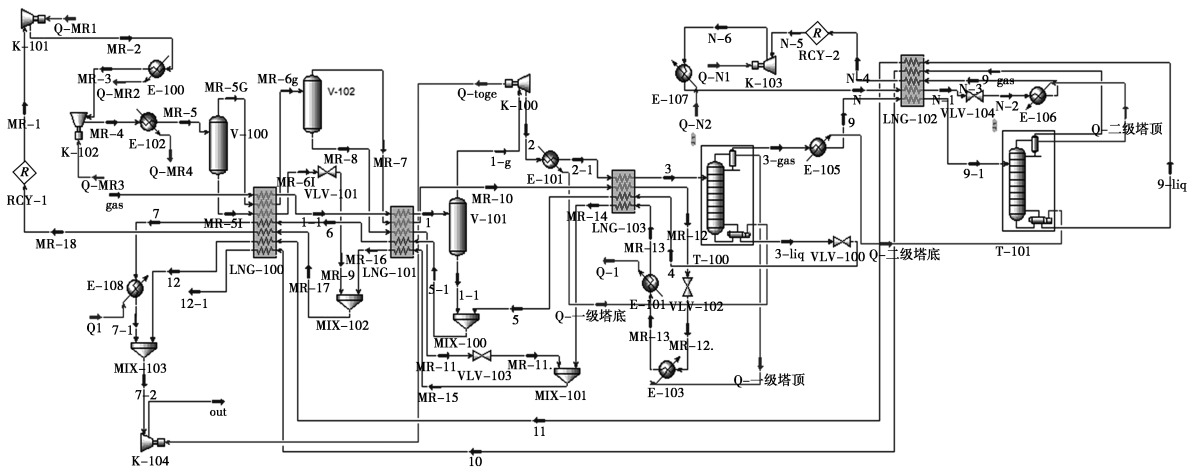 Q-MR1
K-101
MR-2
MR-3
Q-MR2
E-100
MR-1
MR-4
K-102
MR-5
E-102
Q-MR4
Q-MR3
gas
R
RCY-1
MR-18
MR-5G
V-100
MR-5I
MR-6g
V-102
MR-8
MR-6I
VLV-101
MR-7
LNG-100
1-1
6
MR-9
MR-17
MIX-102
7
E-108
Q1
7-1
12
12-1
MIX-103
7-2
out
K-104
Q-toge
K-100
1-g
2
E-101
2-1
MR-10
1
V-101
MR-16
LNG-101
5-1
1-1
MIX-100
5
MR-11
VLV-103
MR-11.
MIX-101
MR-15
MR-14
LNG-103
3
MR-13
MR-12
4
Q-1
E-101
VLV-102
Q-一级塔底
MR-13
MR-12.
E-103
Q-一级塔顶
T-100
3-gas
3-liq
VLV-100
E-105
9
Q-二级塔底
N-6
N-5
R
RCY-2
Q-N1
K-103
E-107
Q-N2
N-4
N
LNG-102
9-gas
N-3
N-1
VLV-104
N-2
E-106
Q-二级塔顶
9-1
T-101
9-liq
11
10